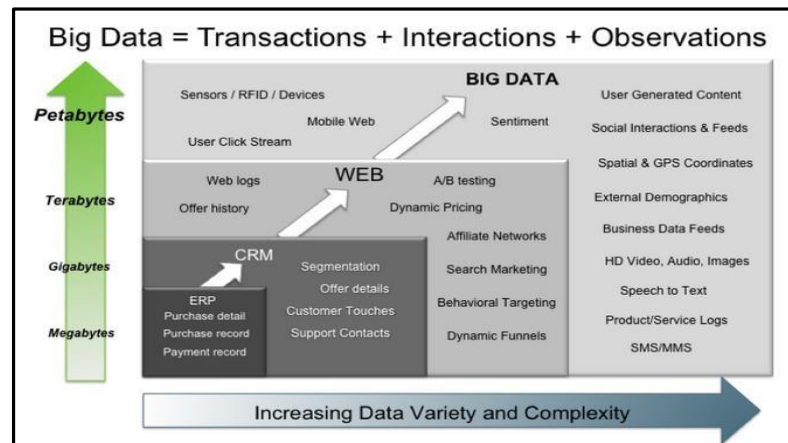 Big Data = Transactions + Interactions + Observations
Petabytes
Terabytes
Gigabytes
Megabytes
BIG DATA
Sensors / RFID / Devices
Mobile Web
Sentiment
User Click Stream
User Generated Content
Social Interactions & Feeds
Spatial & GPS Coordinates
External Demographics
Business Data Feeds
HD Video, Audio, Images
Speech to Text
Product/Service Logs
SMS/MMS
WEB
Web logs
A/B testing
Offer history
Dynamic Pricing
Affiliate Networks
Search Marketing
Behavioral Targeting
Dynamic Funnels
CRM
Segmentation
Offer details
Customer Touches
Support Contacts
ERP
Purchase detail
Purchase record
Payment record
Increasing Data Variety and Complexity